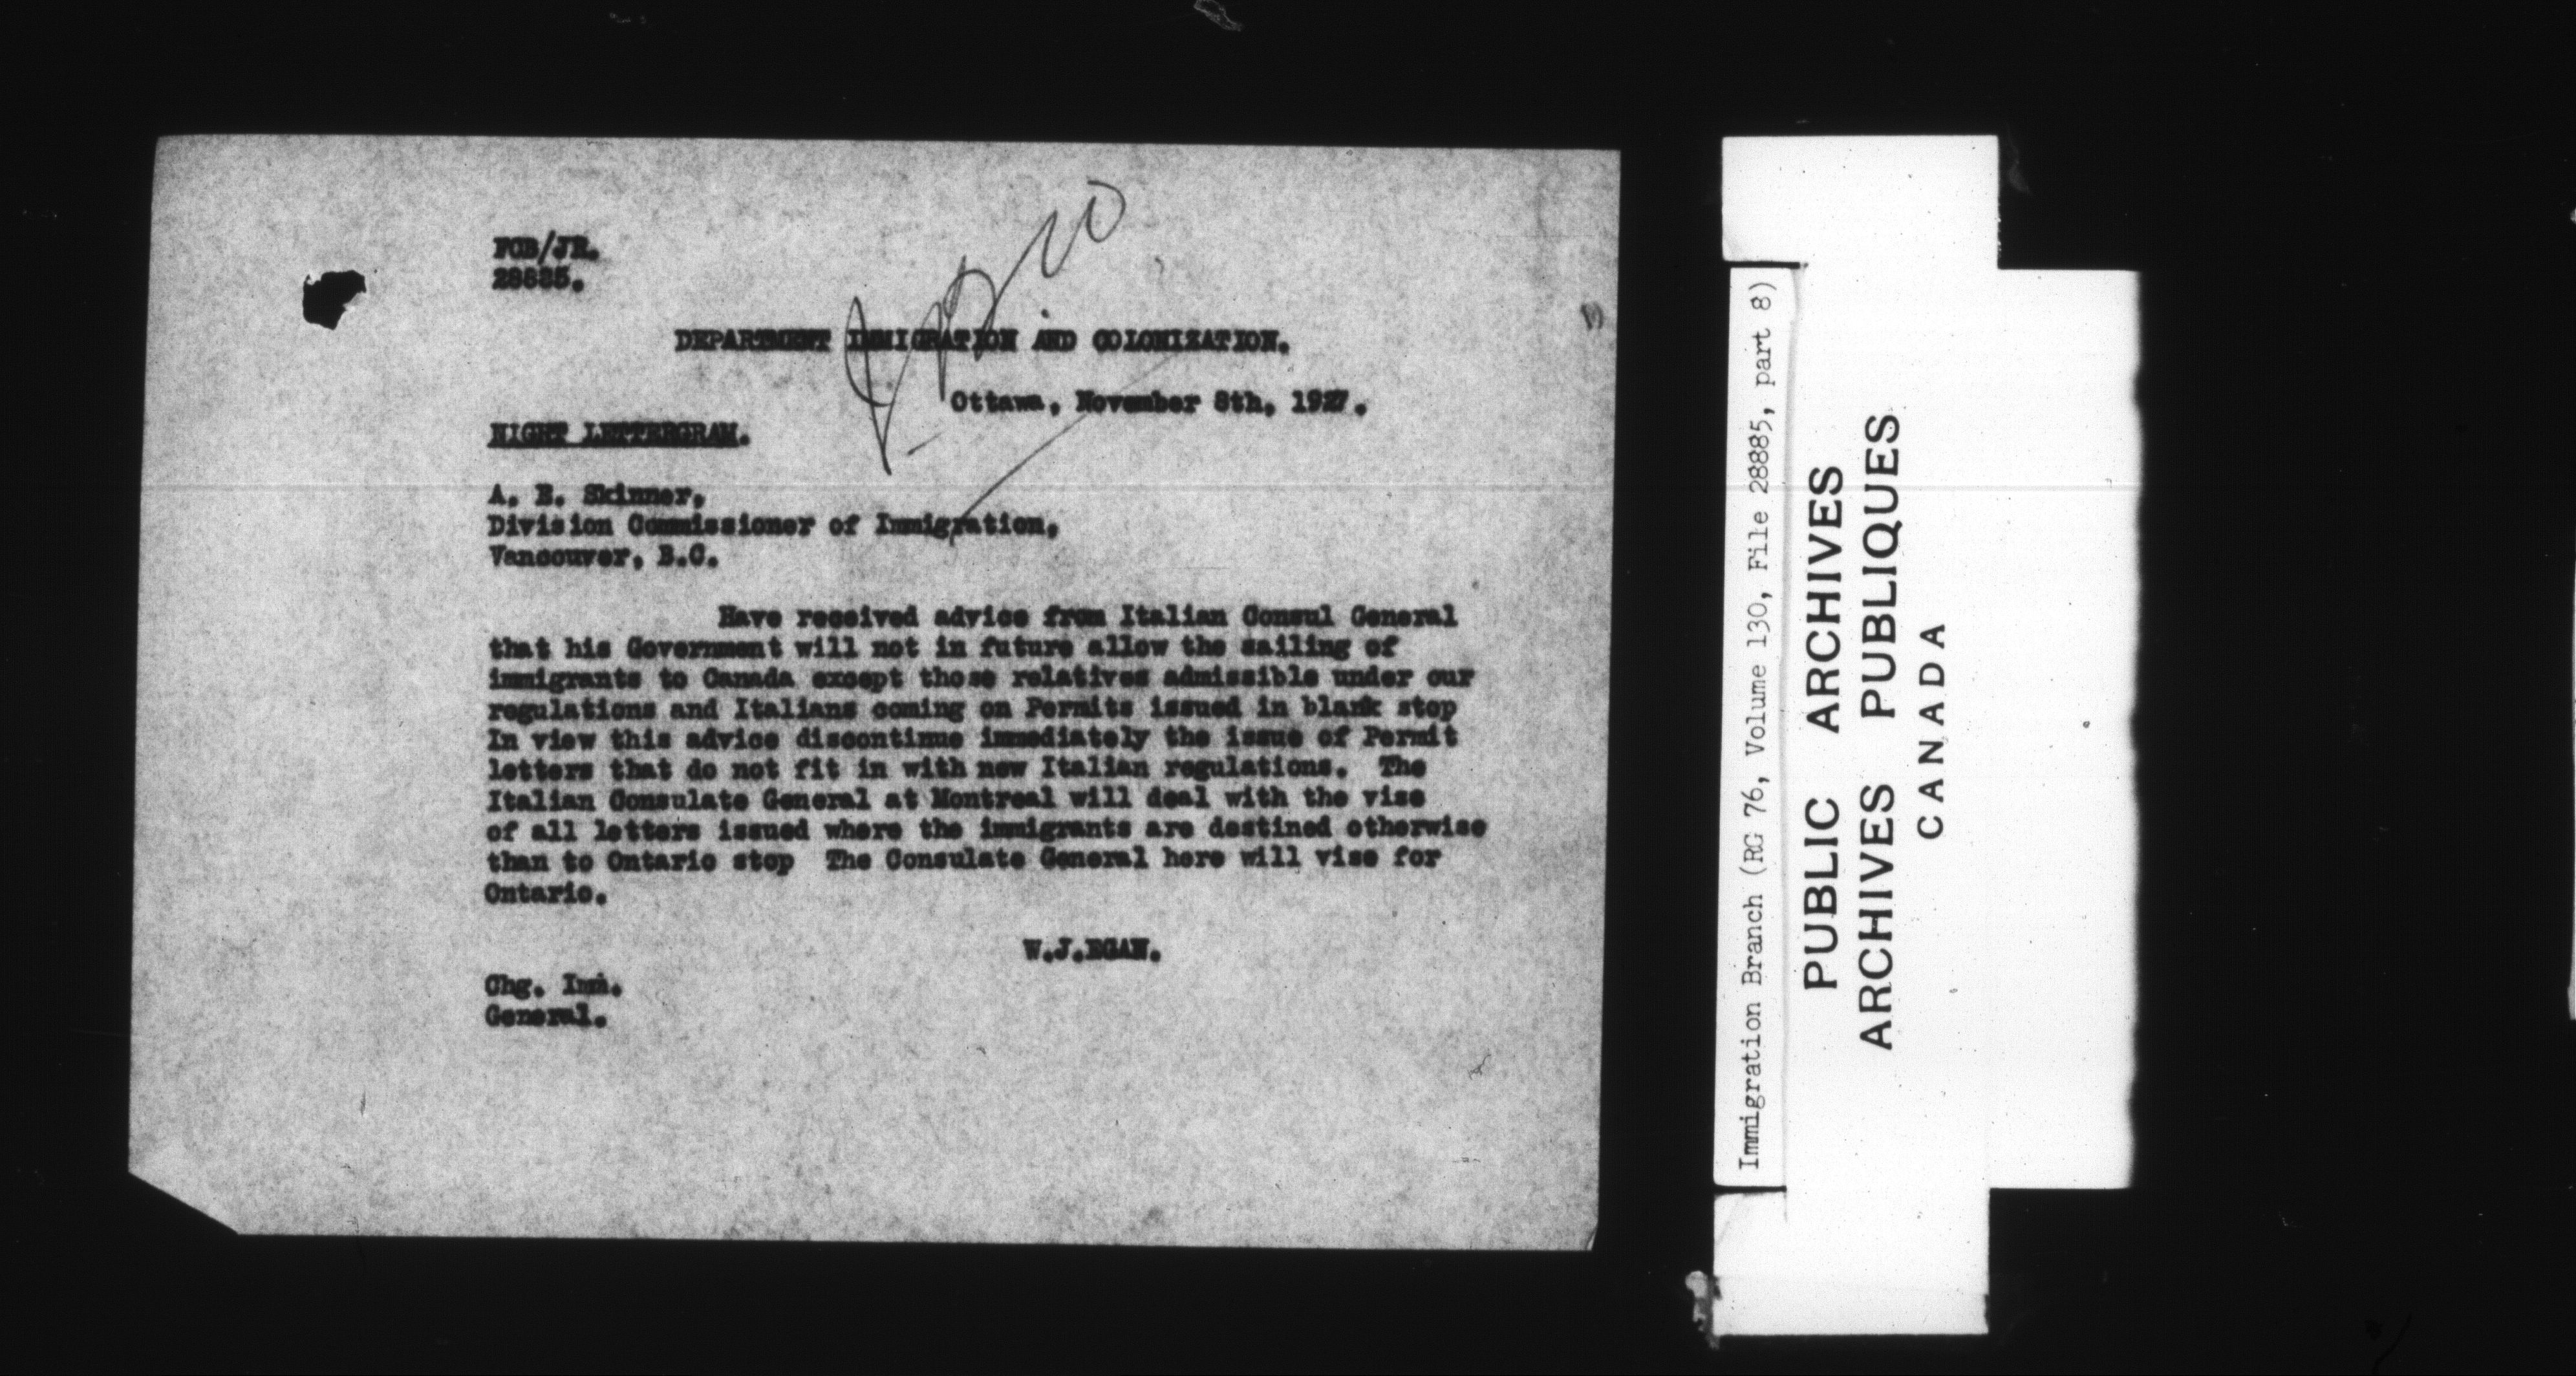 FCB/JR.
28885.
DEPARTMENT IMMIGRATION AND COLONIZATION.
Ottawa, November 8th, 1927.
NIGHT LETTERGRAM.
A. E. Skinner,
Division Commissioner of Immigration,
Vancouver, B.C.
Have received advice from Italian Consul General
that his Government will not in future allow the sailing of
immigrants to Canada except those relatives admissible under our
regulations and Italians coming on Permits issued in blank stop
In view this advice discontinue immediately the issue of Permit
letters that do not fit in with new Italian regulations. The
Italian Consulate General at Montreal will deal with the vise
of all letters issued where the immigrants are destined otherwise
than to Ontario stop The Consulate General here will vise for
Ontario.
W.J.EGAN.
Chg. Imm.
General.
Immigration Branch (RG 76, Volume 130, File 28885, part 8)
PUBLIC ARCHIVES
ARCHIVES PUBLIQUES
CANADA